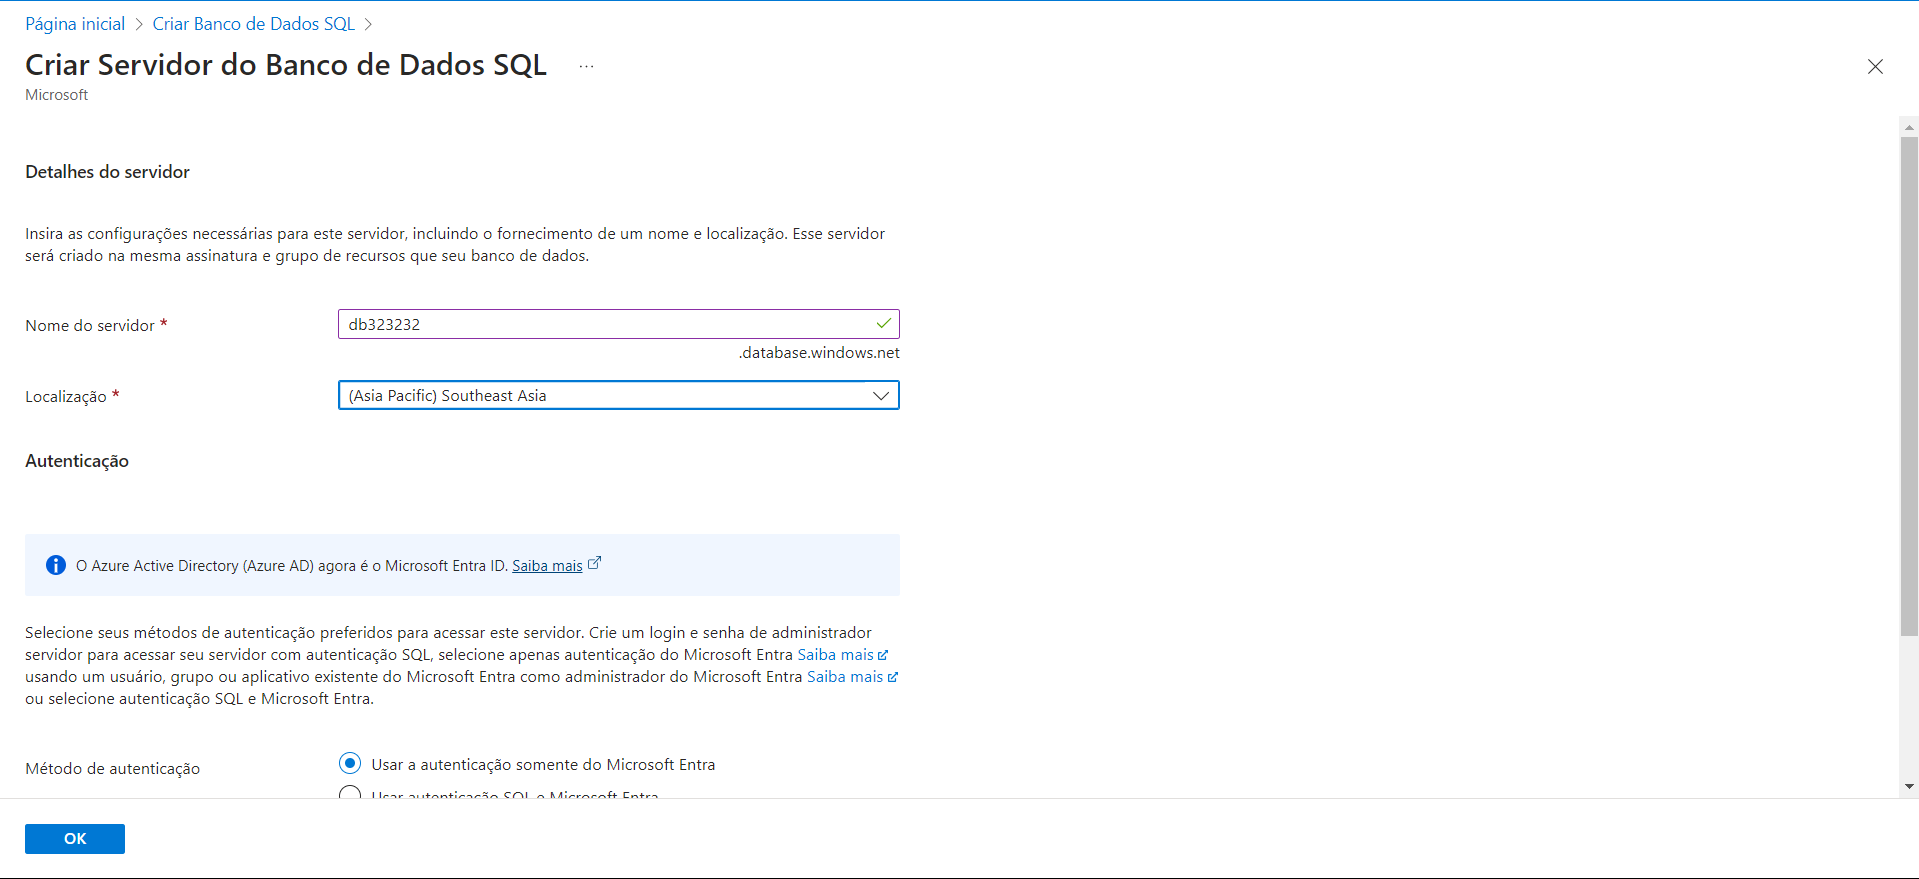 Página inicial > Criar Banco de Dados SQL >
Criar Servidor do Banco de Dados SQL ...
Microsoft
Detalhes do servidor
Insira as configurações necessárias para este servidor, incluindo o fornecimento de um nome e localização. Esse servidor
será criado na mesma assinatura e grupo de recursos que seu banco de dados.
Nome do servidor *
db323232
.database.windows.net
Localização *
(Asia Pacific) Southeast Asia
Autenticação
O Azure Active Directory (Azure AD) agora é o Microsoft Entra ID. Saiba mais
Selecione seus métodos de autenticação preferidos para acessar este servidor. Crie um login e senha de administrador
servidor para acessar seu servidor com autenticação SQL, selecione apenas autenticação do Microsoft Entra Saiba mais
usando um usuário, grupo ou aplicativo existente do Microsoft Entra como administrador do Microsoft Entra Saiba mais
ou selecione autenticação SQL e Microsoft Entra.
Método de autenticação
Usar a autenticação somente do Microsoft Entra
Usar autenticação SQL e Microsoft Entra
OK